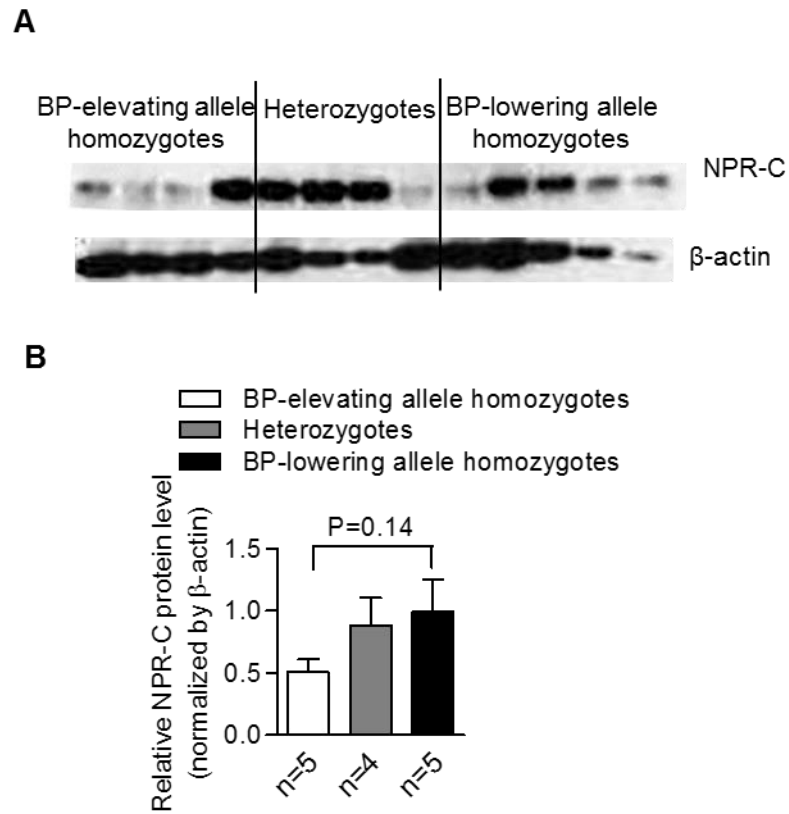 A
BP-elevating allele
homozygotes
Heterozygotes
BP-lowering allele
homozygotes
NPR-C
β-actin
B
BP-elevating allele homozygotes
Heterozygotes
BP-lowering allele homozygotes
Relative NPR-C protein level
(normalized by β-actin)
P=0.14
1.5
1.0
0.5
0.0
n=5
n=4
n=5